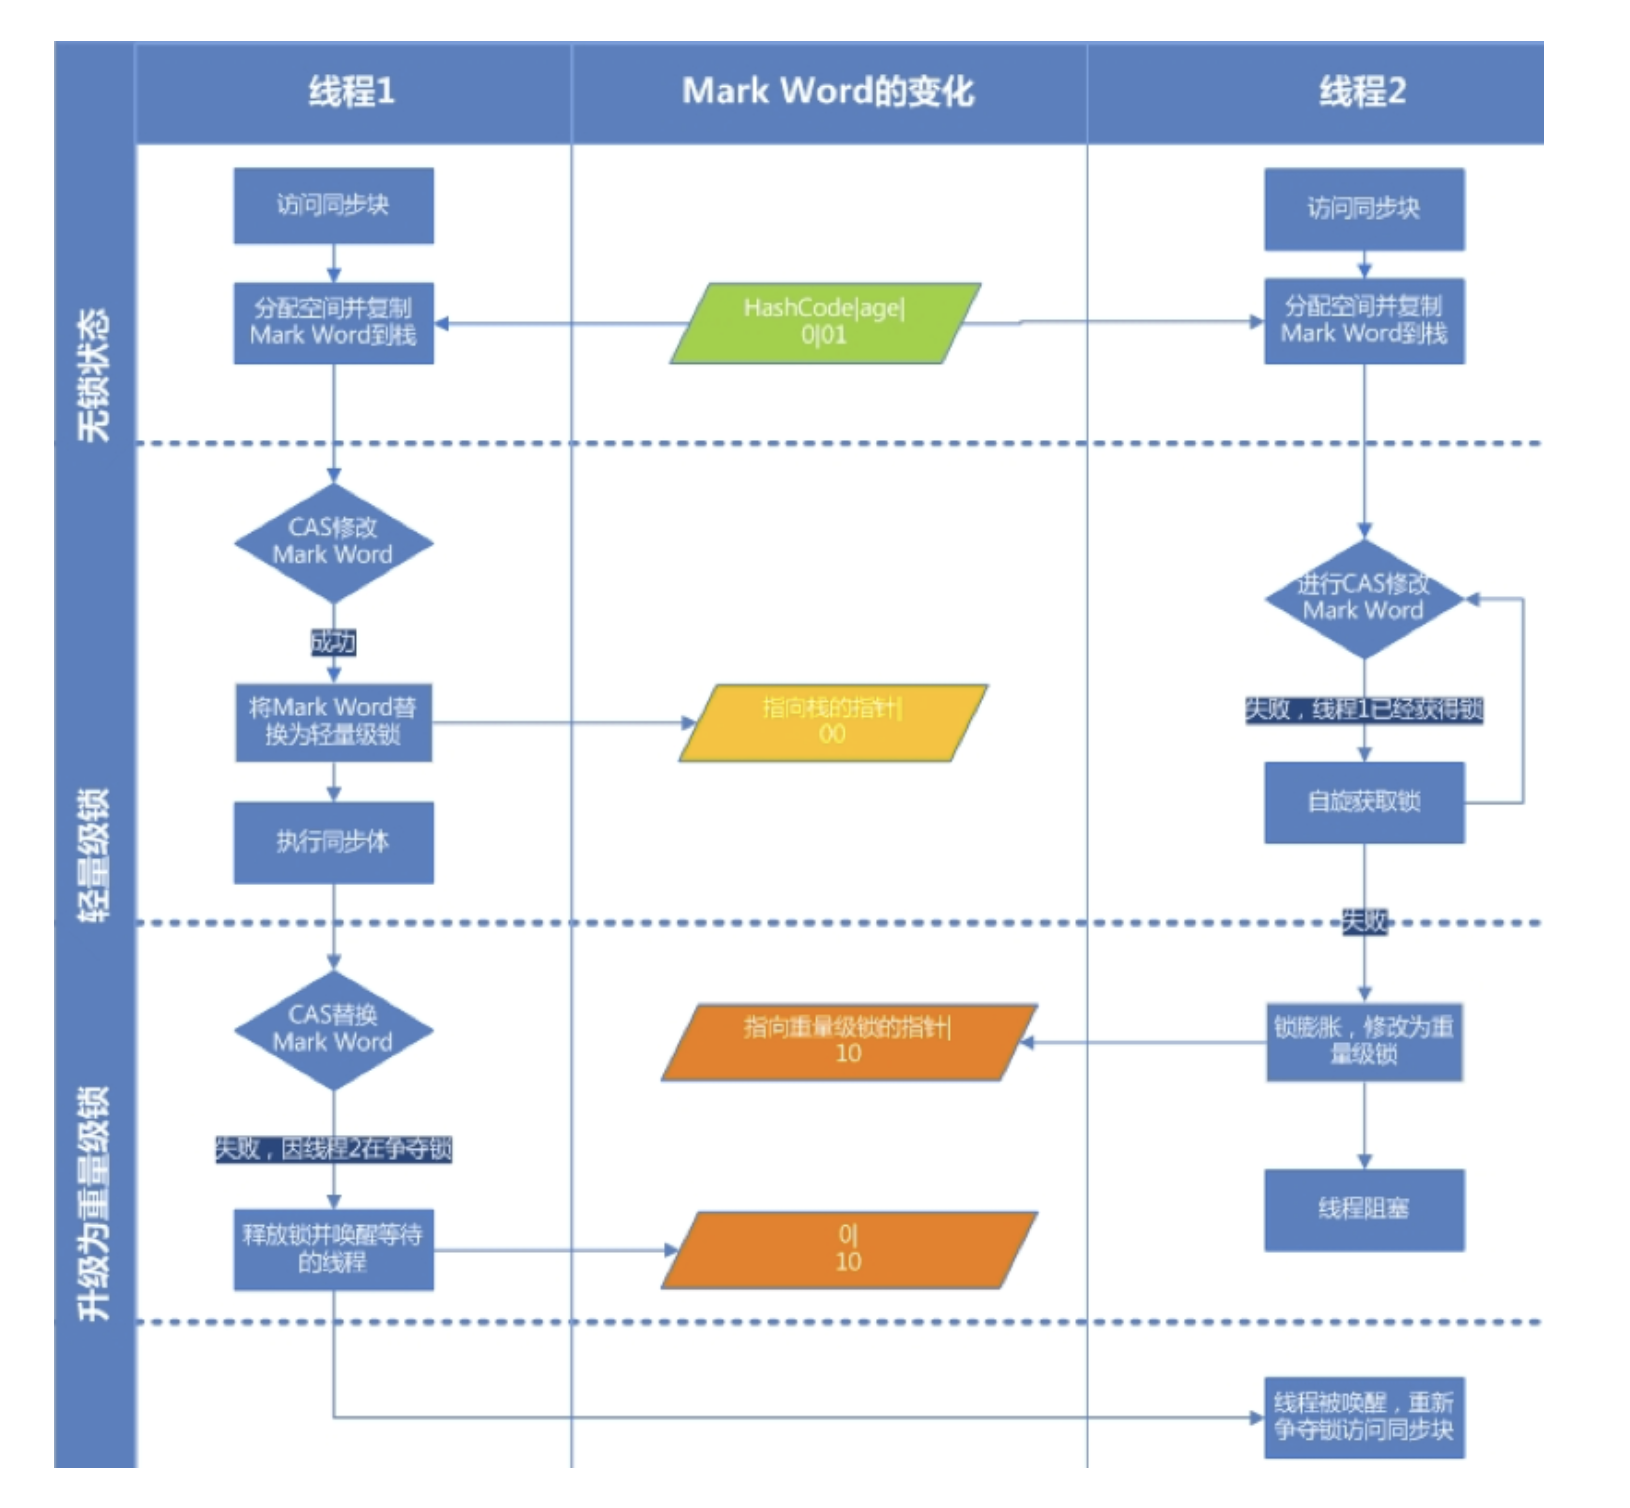 线程1
Mark Word的变化
线程2
无锁状态
访问同步块
访问同步块
分配空间并复制
Mark Word到栈
HashCode|age|
0|01
分配空间并复制
Mark Word到栈
轻量级锁
CAS修改
Mark Word
进行CAS修改
Mark Word
成功
将Mark Word替
换为轻量级锁
指向栈的指针|
00
失败，线程1已经获得锁
自旋获取锁
执行同步体
失败
升级为重量级锁
CAS替换
Mark Word
指向重量级锁的指针|
10
锁膨胀，修改为重
量级锁
失败，因线程2在争夺锁
线程阻塞
释放锁并唤醒等待
的线程
0|
10
线程被唤醒，重新
争夺锁访问同步块